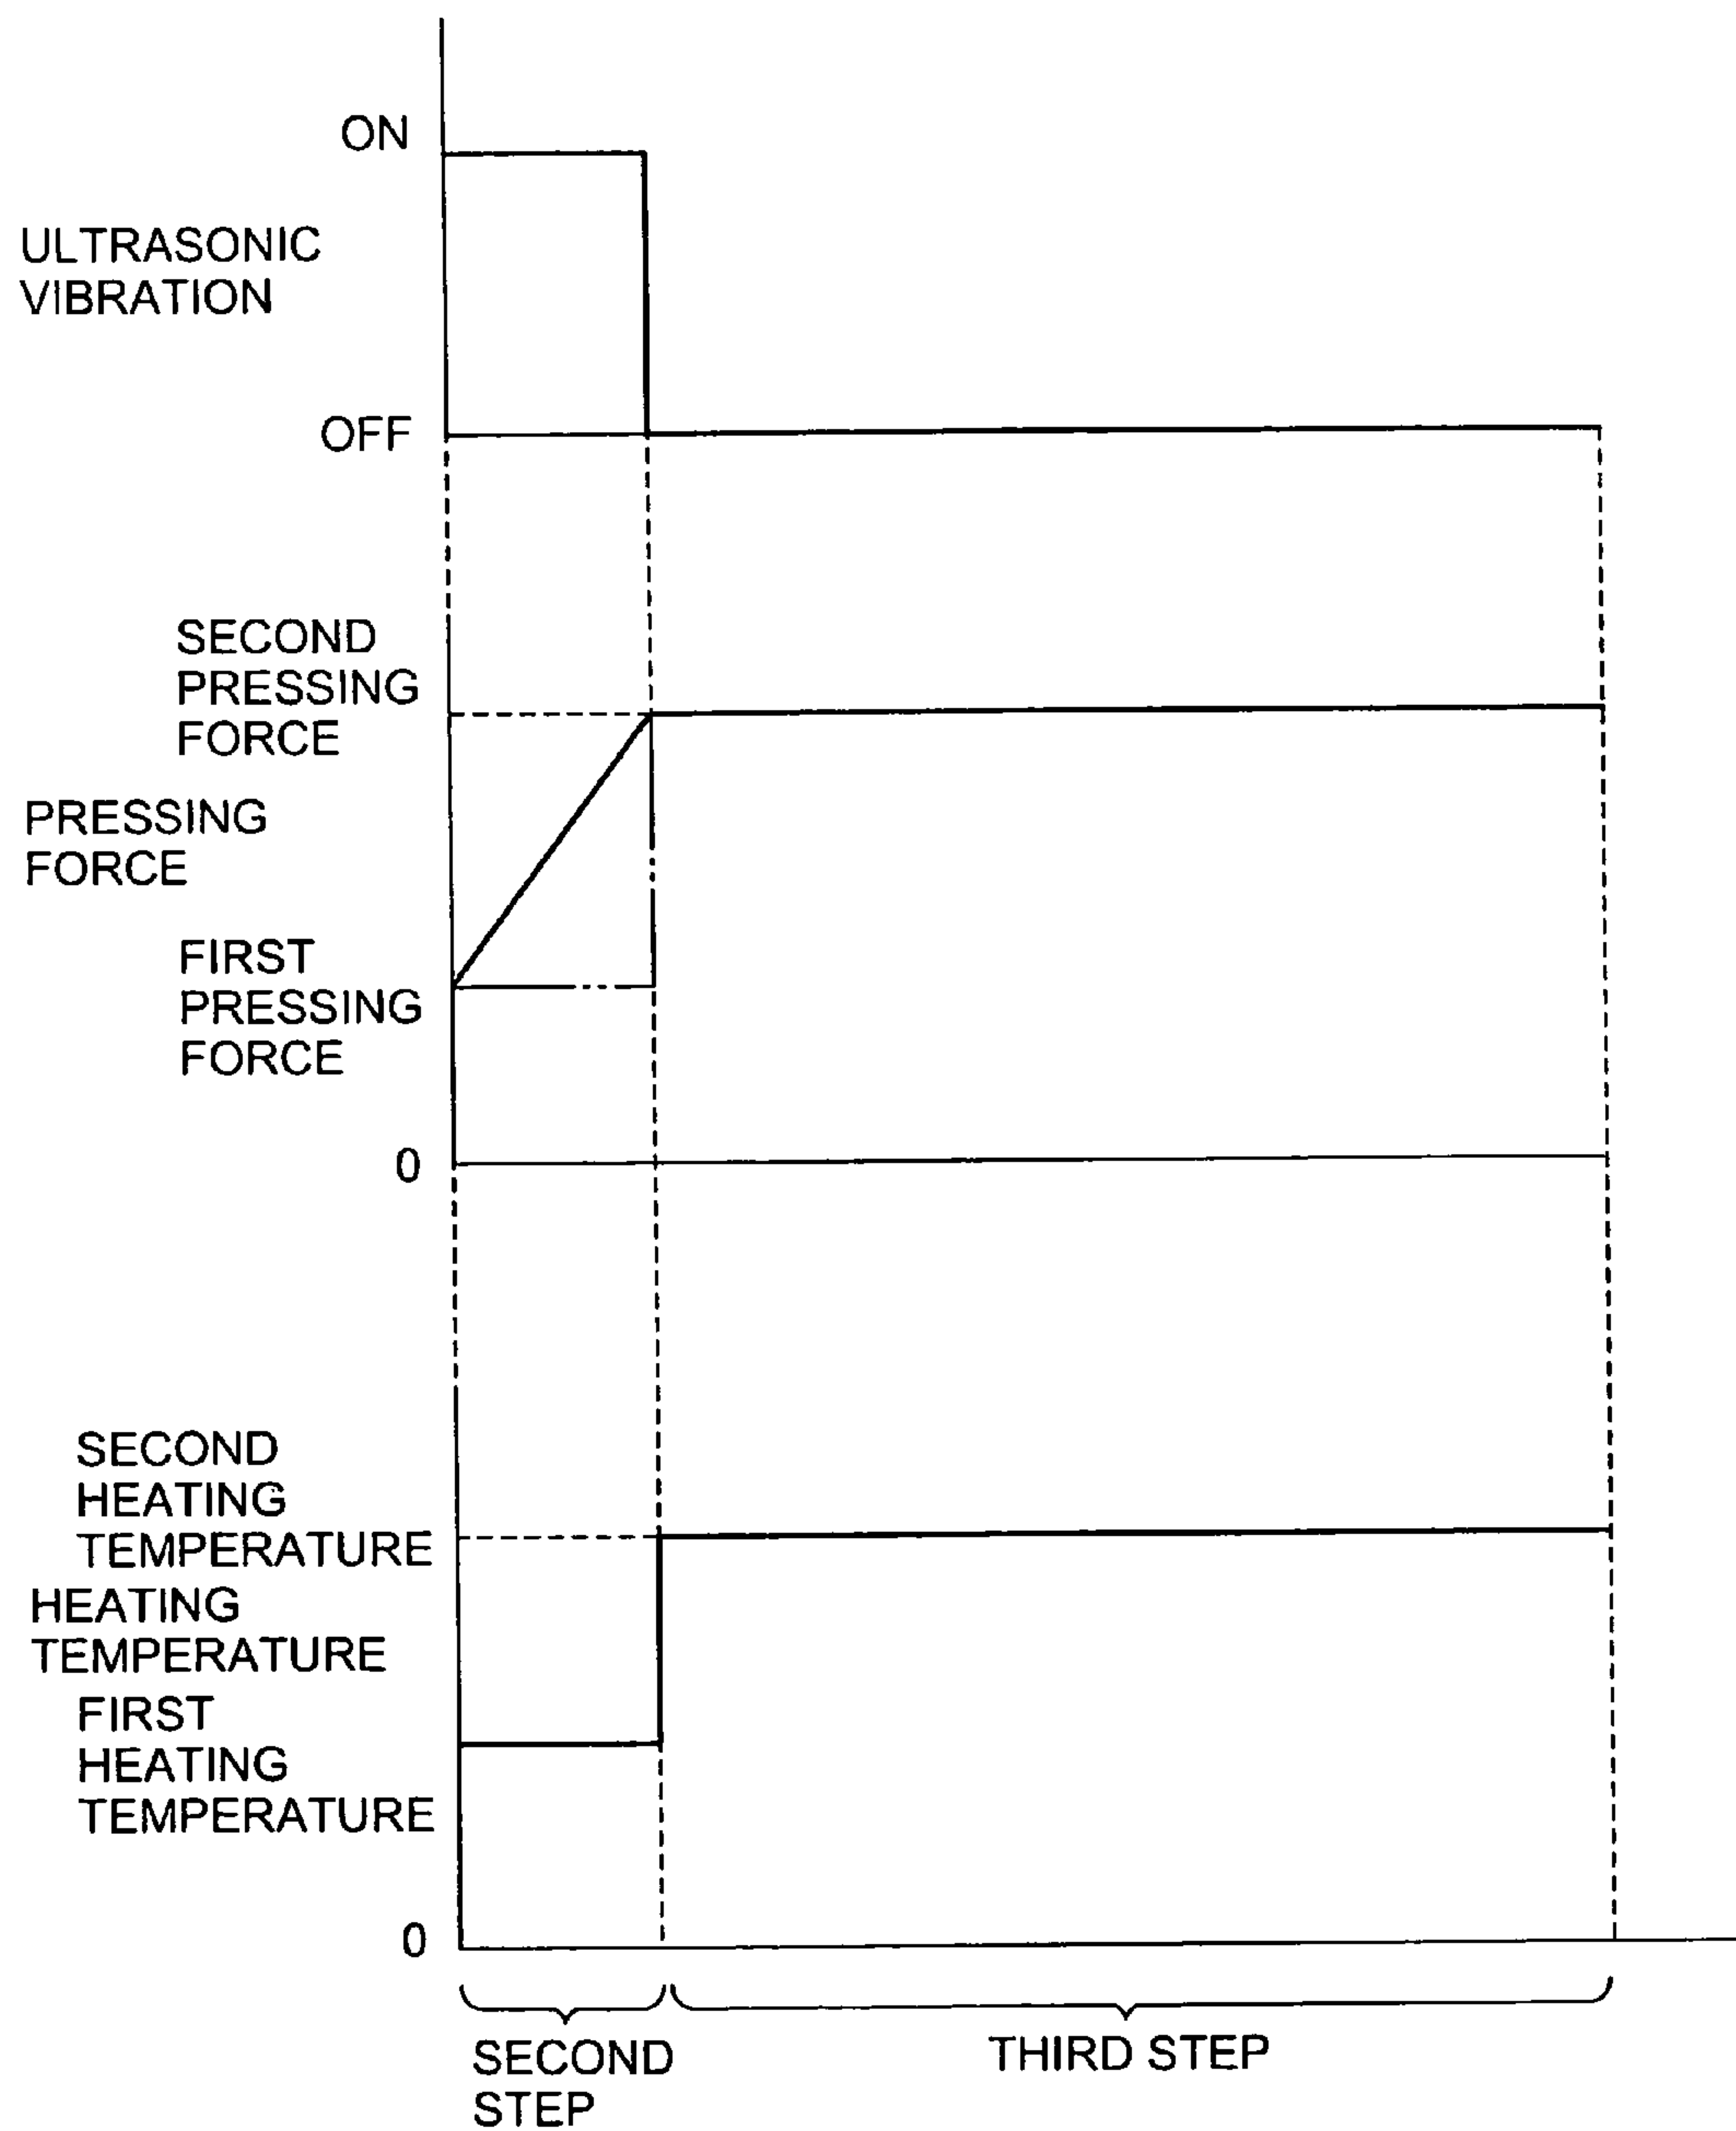 ON
ULTRASONIC
VIBRATION
OFF
SECOND
PRESSING
FORCE
PRESSING
FORCE
FIRST
PRESSING
FORCE
0
SECOND
HEATING
TEMPERATURE
HEATING
TEMPERATURE
FIRST
HEATING
TEMPERATURE
0
SECOND
STEP
THIRD STEP